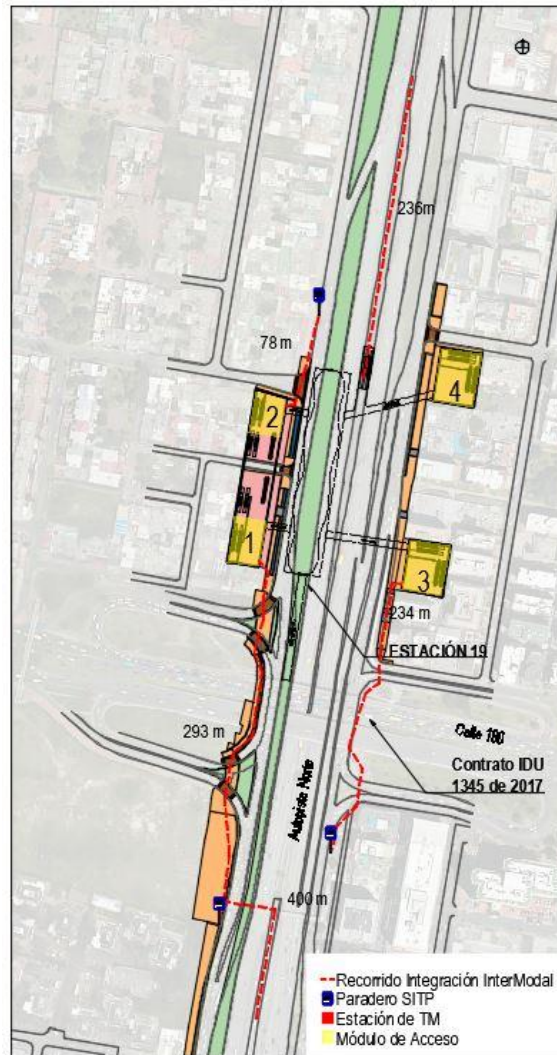 236m
78 m
4
2
1
3
234 m
ESTACIÓN 19
293 m
Calle 190
Contrato IDU
1345 de 2017
Autopista Norte
400 m
Recorrido Integración InterModal
Paradero SITP
Estación de TM
Módulo de Acceso